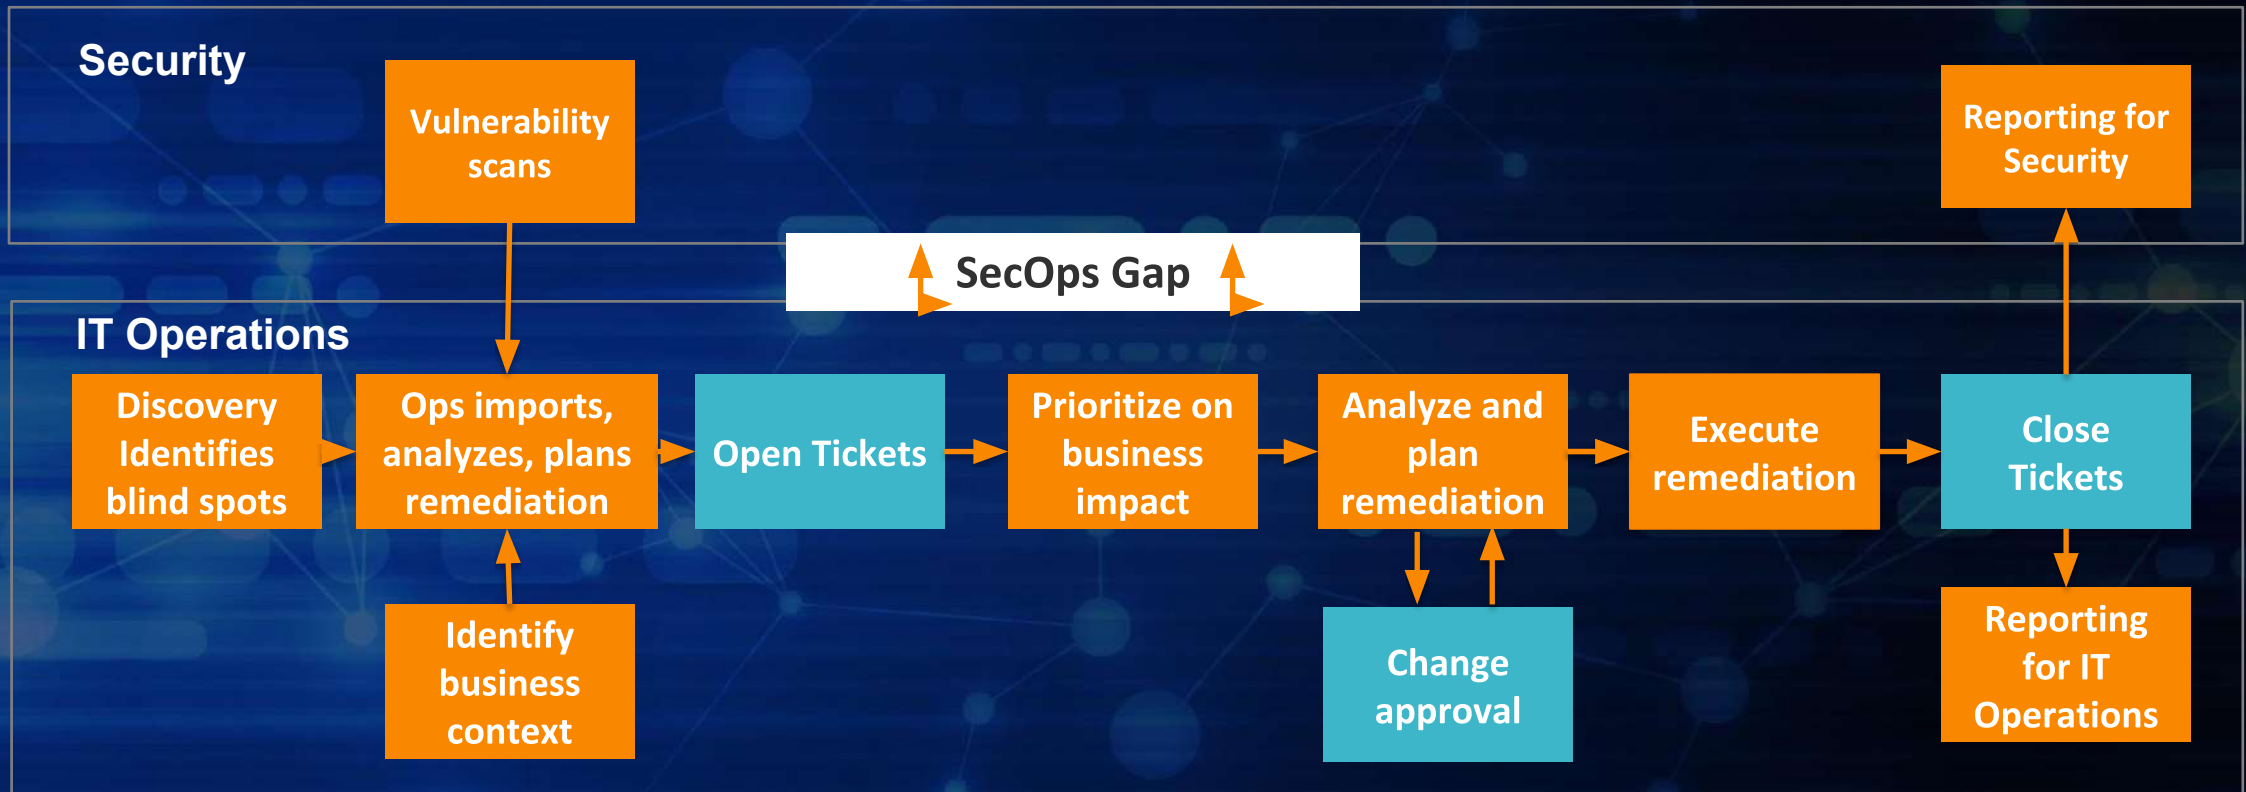 Security
Vulnerability
scans
Reporting for
Security
SecOps Gap
IT Operations
Discovery
Identifies
blind spots
Ops imports,
analyzes, plans
remediation
Open Tickets
Prioritize on
business
impact
Analyze and
plan
remediation
Execute
remediation
Close
Tickets
Identify
business
context
Change
approval
Reporting
for IT
Operations